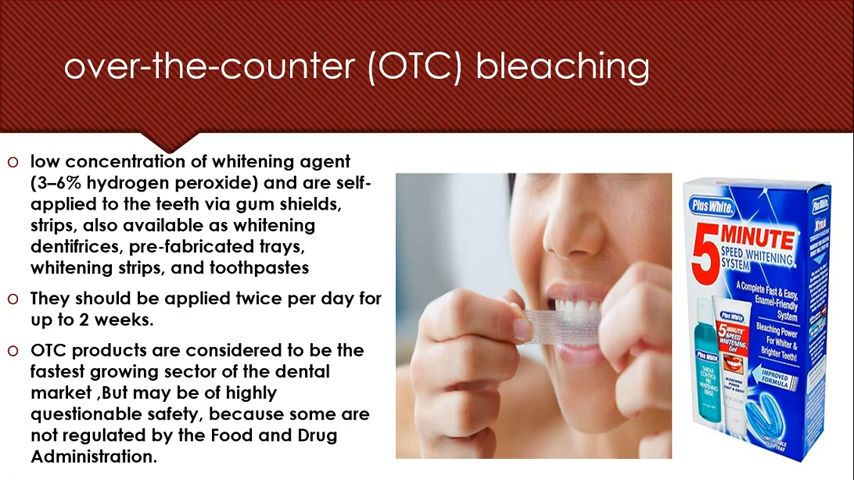 over-the-counter (OTC) bleaching
low concentration of whitening agent
(3–6% hydrogen peroxide) and are self-
applied to the teeth via gum shields,
strips, also available as whitening
dentifrices, pre-fabricated trays,
whitening strips, and toothpastes
They should be applied twice per day for
up to 2 weeks.
OTC products are considered to be the
fastest growing sector of the dental
market ,But may be of highly
questionable safety, because some are
not regulated by the Food and Drug
Administration.
Plus White
5 MINUTE
SPEED WHITENING
SYSTEM
A Complete Fast & Easy,
Enamel-Friendly
System
Bleaching Power
For Whiter &
Brighter Teeth!
IMPROVED
FORMULA
Plus White
5 MINUTE
SPEED
WHITENING
Plus White